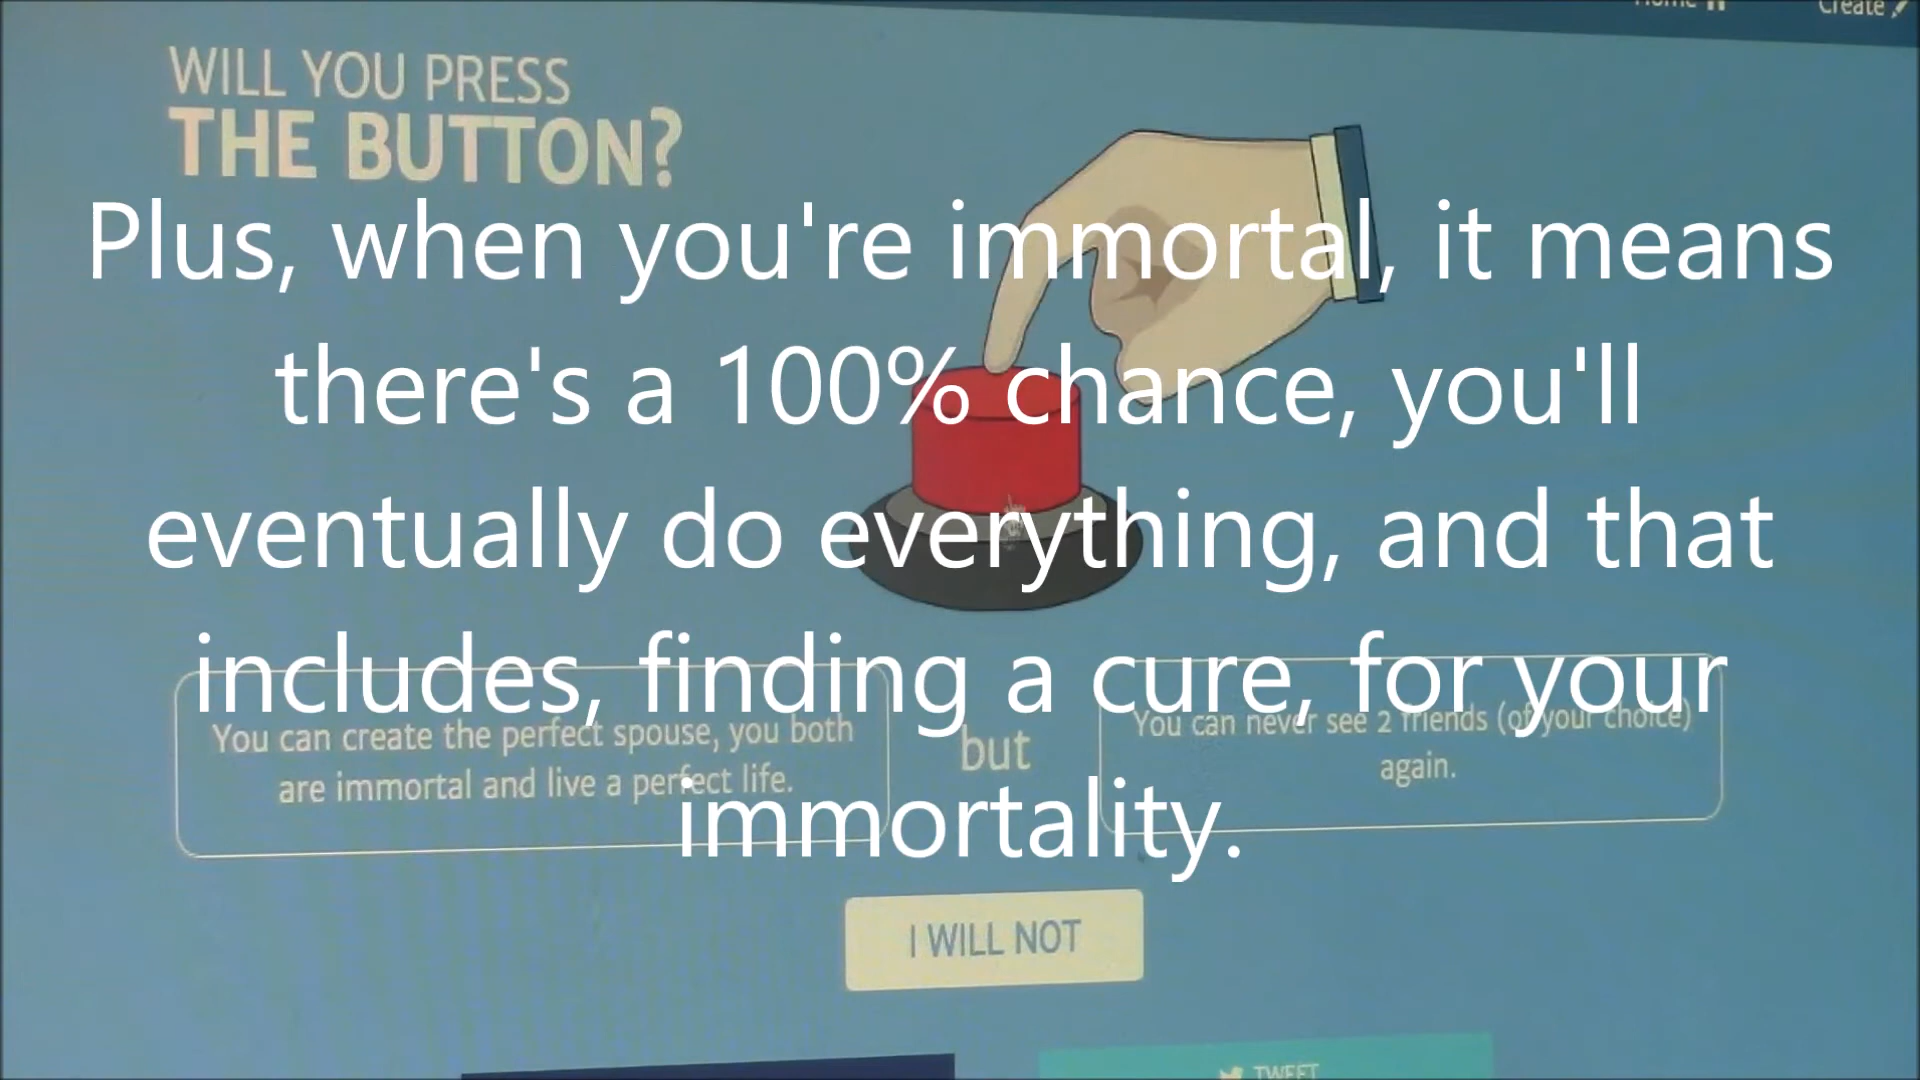 Home
Create
WILL YOU PRESS
THE BUTTON?
Plus, when you're immortal, it means
there's a 100% chance, you'll
eventually do everything, and that
includes, finding a cure, for your
immortality.
You can create the perfect spouse, you both
are immortal and live a perfect life.
but
You can never see 2 friends (of your choice)
again.
I WILL NOT
TWEET